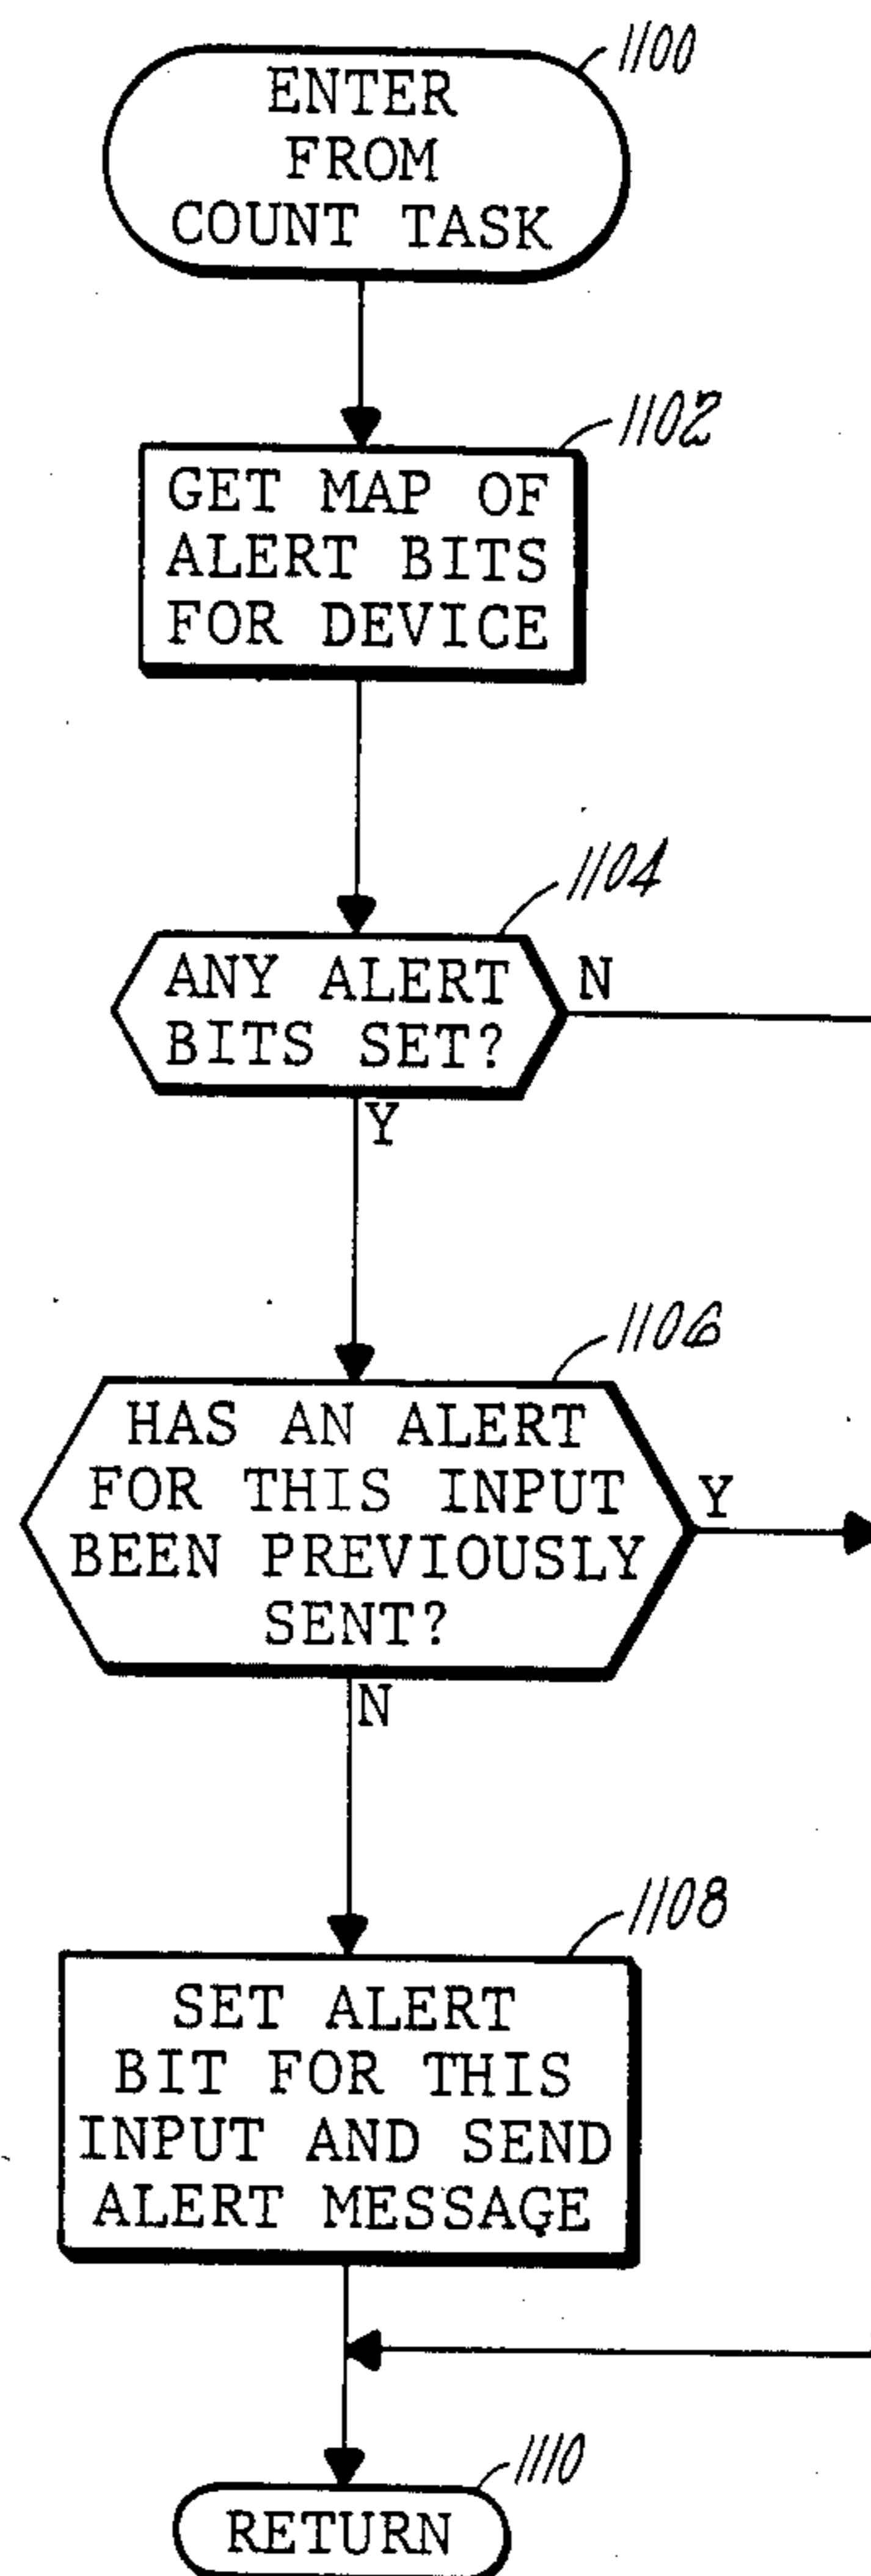 1100
ENTER
FROM
COUNT TASK
1102
GET MAP OF
ALERT BITS
FOR DEVICE
1104
ANY ALERT
BITS SET?
N
Y
1106
HAS AN ALERT
FOR THIS INPUT
BEEN PREVIOUSLY
SENT?
Y
N
1108
SET ALERT
BIT FOR THIS
INPUT AND SEND
ALERT MESSAGE
1110
RETURN